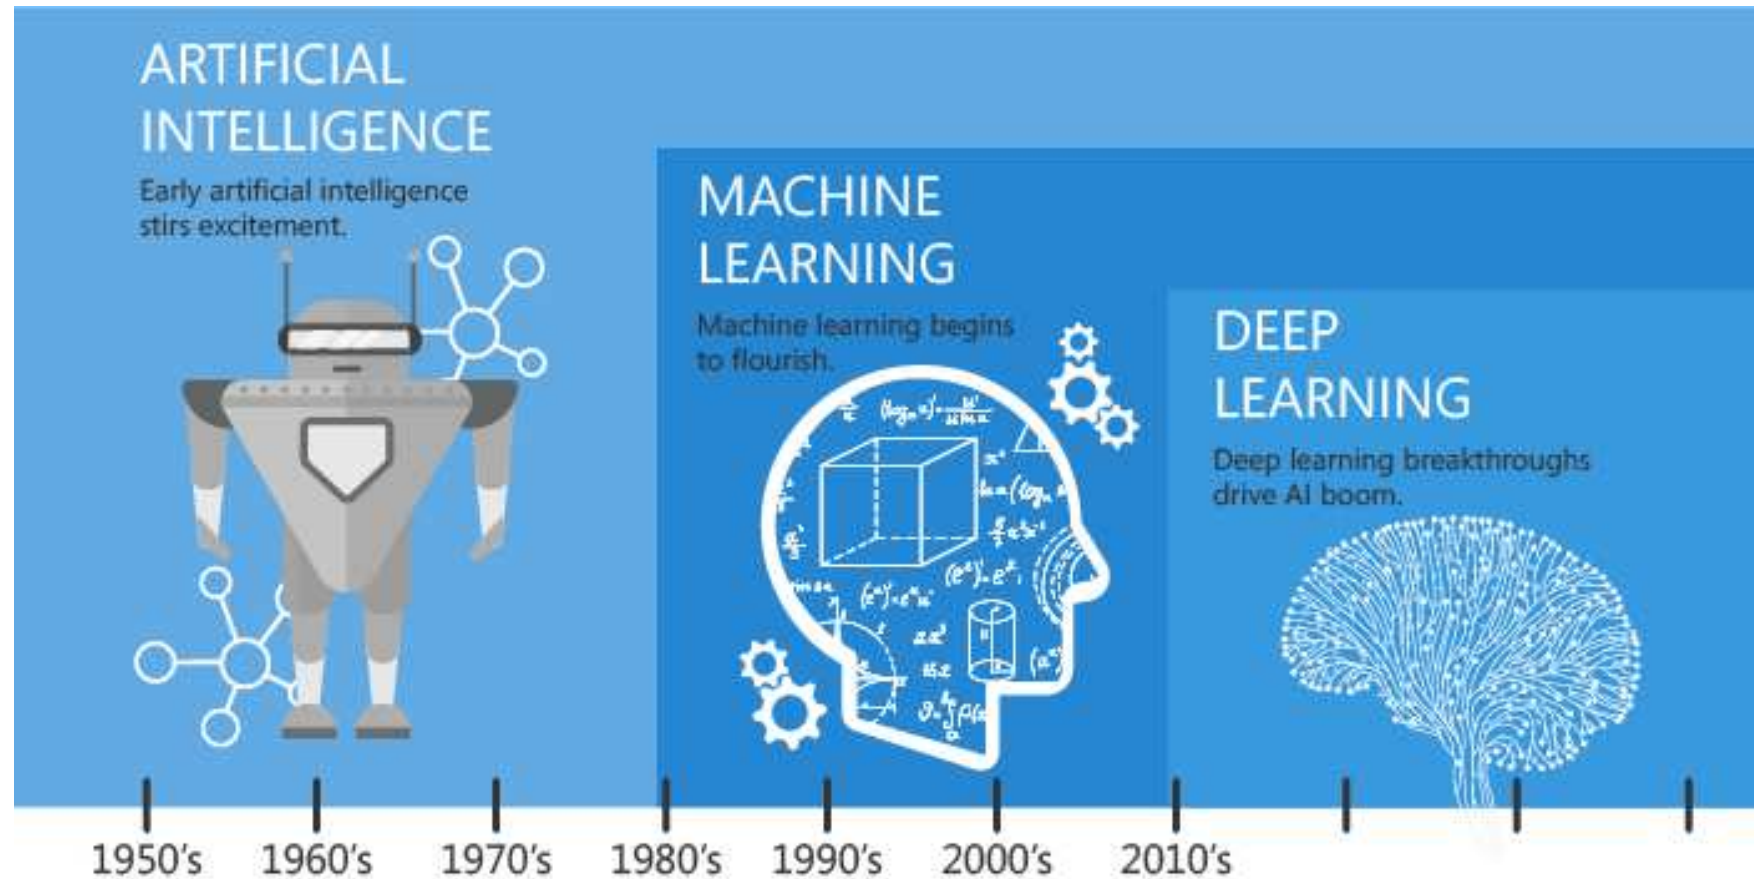 ARTIFICIAL
INTELLIGENCE
Early artificial intelligence
stirs excitement.
MACHINE
LEARNING
Machine learning begins
to flourish.
DEEP
LEARNING
Deep learning breakthroughs
drive AI boom.
1950's
1960's
1970's
1980's
1990's
2000's
2010's